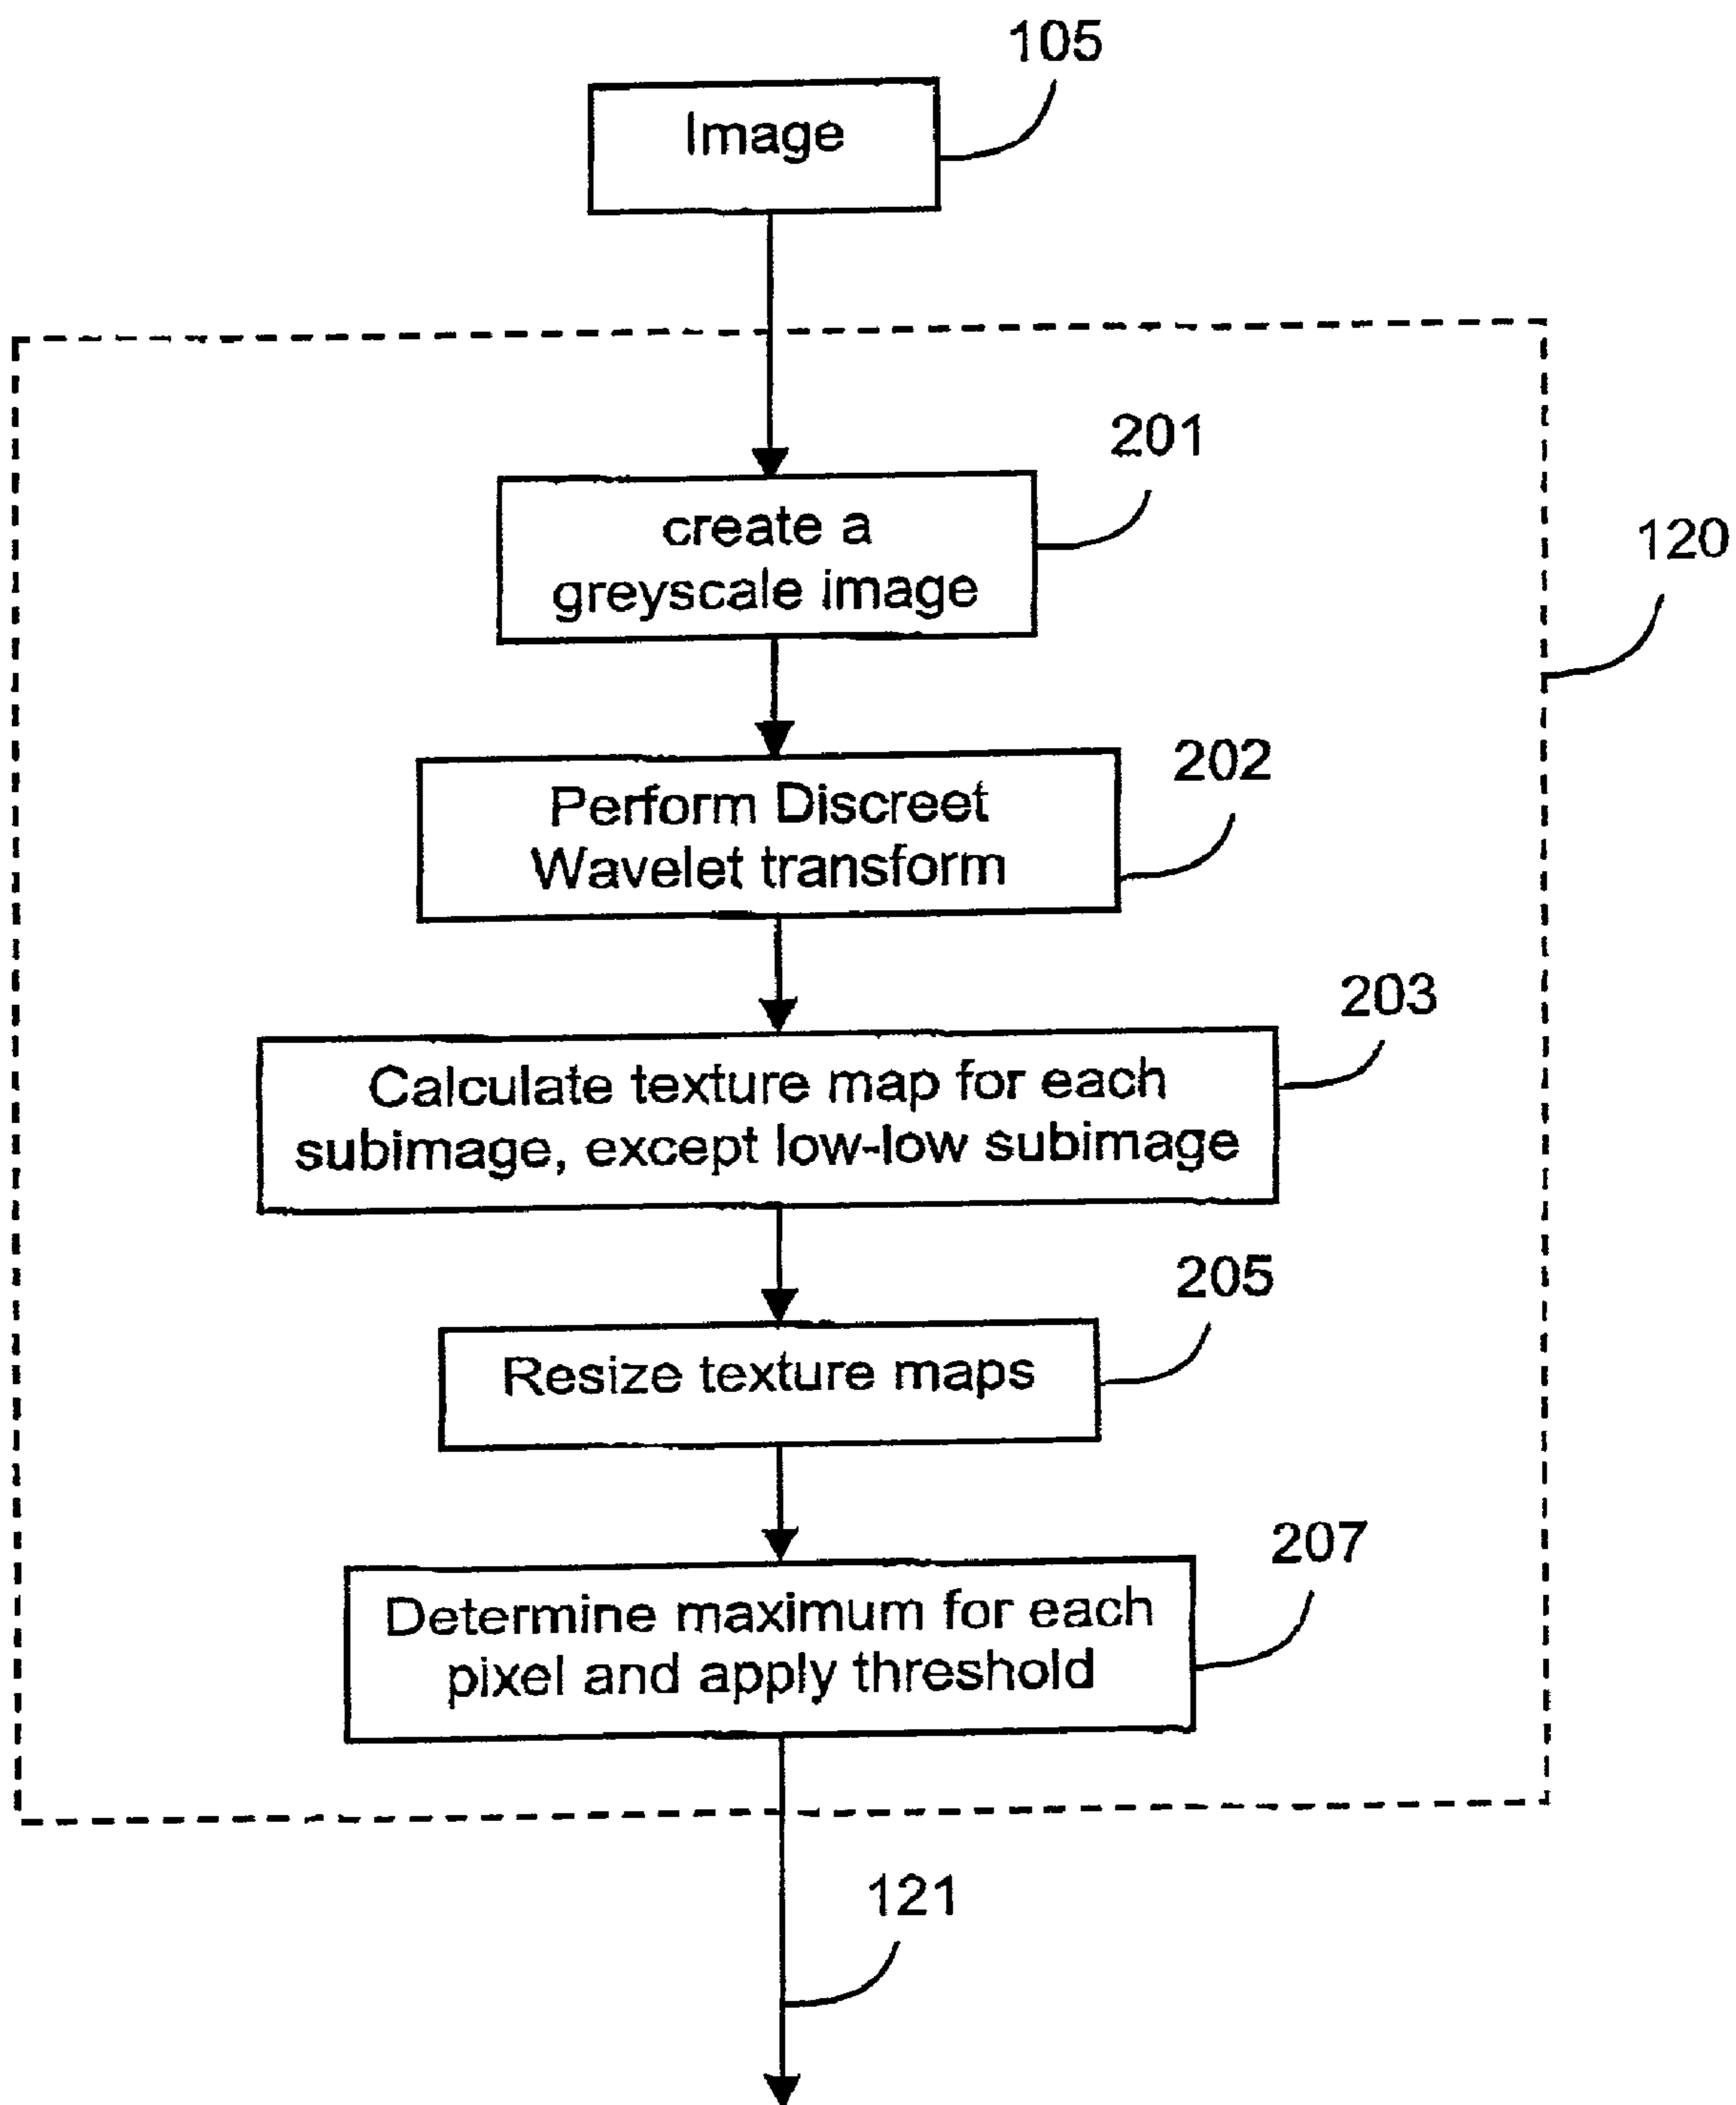 105
Image
201
create a
greyscale image
120
202
Perform Discreet
Wavelet transform
203
Calculate texture map for each
subimage, except low-low subimage
205
Resize texture maps
207
Determine maximum for each
pixel and apply threshold
121